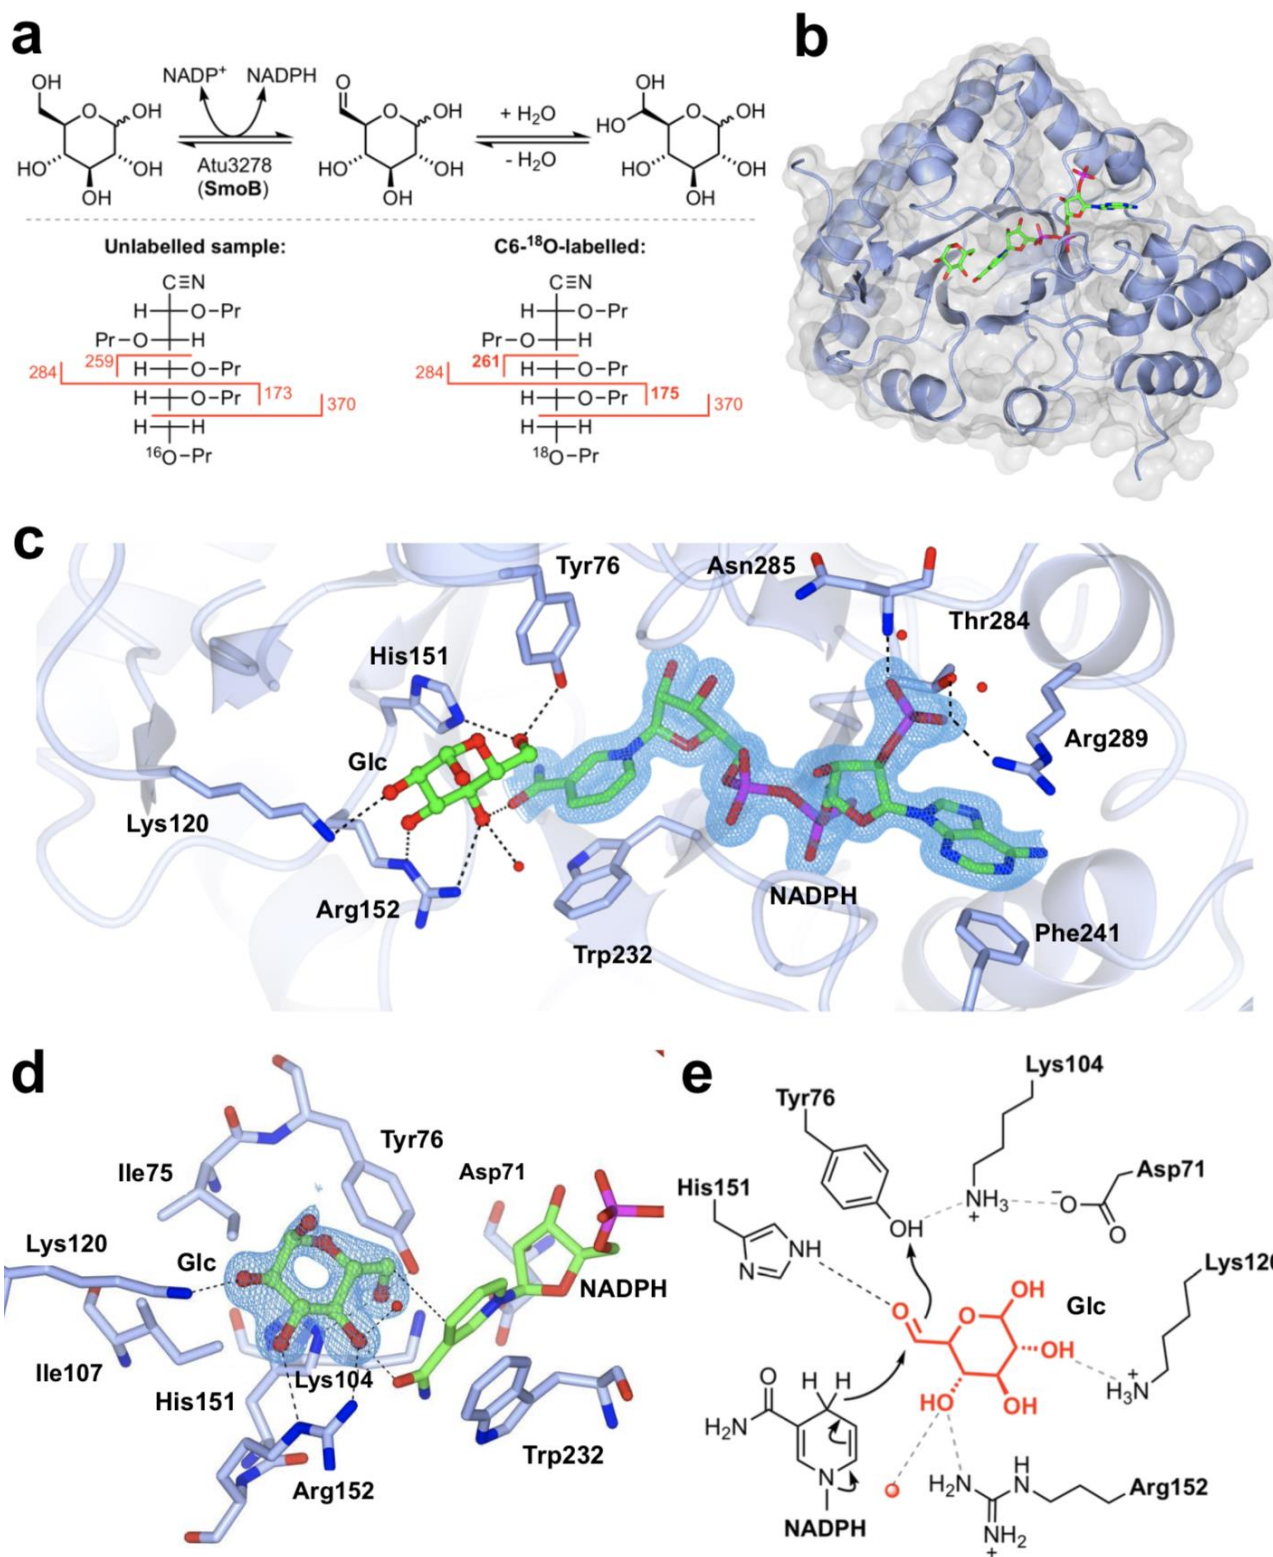 a
OH
NADP⁺ NADPH
O OH
HO OH
OH
Atu3278
(SmoB)
O
O OH
HO OH
OH
+ H₂O
- H₂O
OH
HO
O OH
HO OH
OH
Unlabelled sample:
C≡N
H O–Pr
Pr–O H
259
H O–Pr
284
H O–Pr
173
370
H H
¹⁶O–Pr
C6-¹⁸O-labelled:
C≡N
H O–Pr
Pr–O H
261
H O–Pr
284
H O–Pr
175
370
H H
¹⁸O–Pr
b
c
Tyr76
Asn285
Thr284
His151
Glc
Arg289
Lys120
Arg152
NADPH
Trp232
Phe241
d
Tyr76
Ile75
Asp71
Lys120
Glc
NADPH
Ile107
Lys104
His151
Trp232
Arg152
e
Lys104
Tyr76
Asp71
His151
NH₃
+
−
O
O
OH
NH
N
Lys120
O
O OH
Glc
OH
H₃N
+
HO OH
O
H H
H₂N
N
NADPH
H₂N
H
N
Arg152
NH₂
+